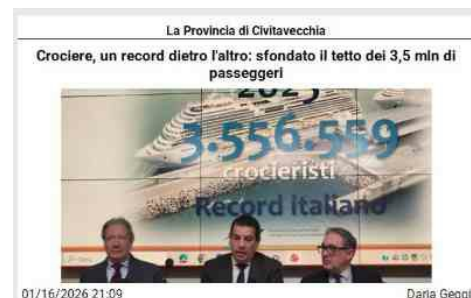 La Provincia di Civitavecchia
Crociere, un record dietro l'altro: sfondato il tetto dei 3,5 mln di
passeggeri
2025
3.556.559
crocieristi
Record italiano
01/16/2026 21:09
Daria Geggi